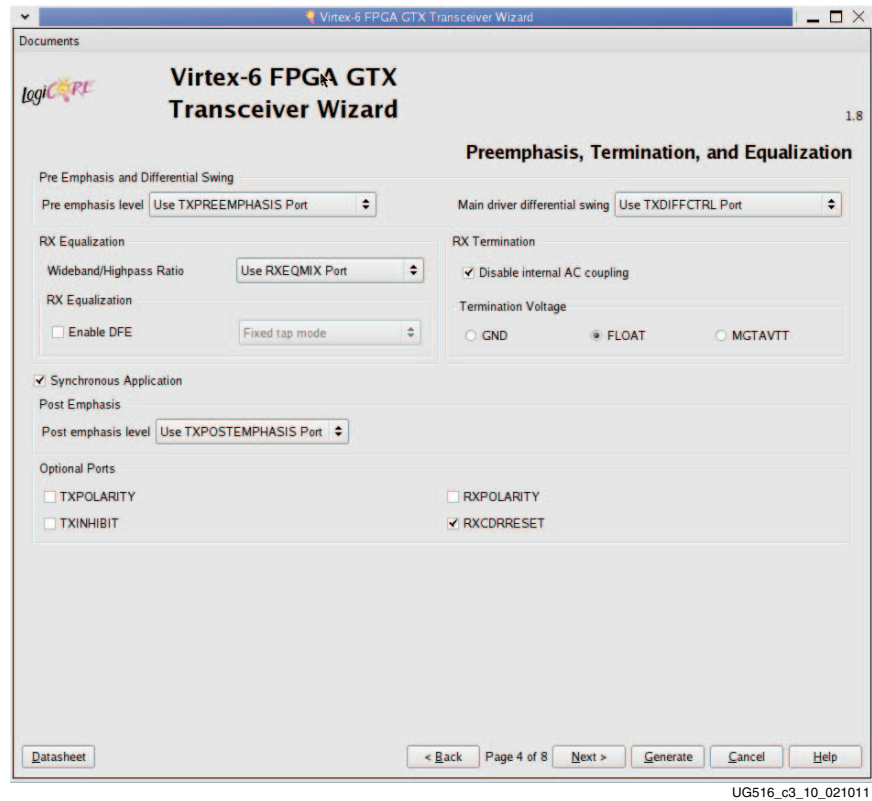 Virtex-6 FPGA GTX Transceiver Wizard
Documents
logiCORE
Virtex-6 FPGA GTX
Transceiver Wizard
1.8
Preemphasis, Termination, and Equalization
Pre Emphasis and Differential Swing
Pre emphasis level Use TXPREEMPHASIS Port Main driver differential swing Use TXDIFFCTRL Port
RX Equalization RX Termination
Wideband/Highpass Ratio Use RXEQMIX Port Disable internal AC coupling
RX Equalization Termination Voltage
Enable DFE Fixed tap mode GND FLOAT MGTAVTT
Synchronous Application
Post Emphasis
Post emphasis level Use TXPOSTEMPHASIS Port
Optional Ports
TXPOLARITY RXPOLARITY
TXINHIBIT RXCDRRESET
Datasheet < Back Page 4 of 8 Next > Generate Cancel Help
UG516_c3_10_021011